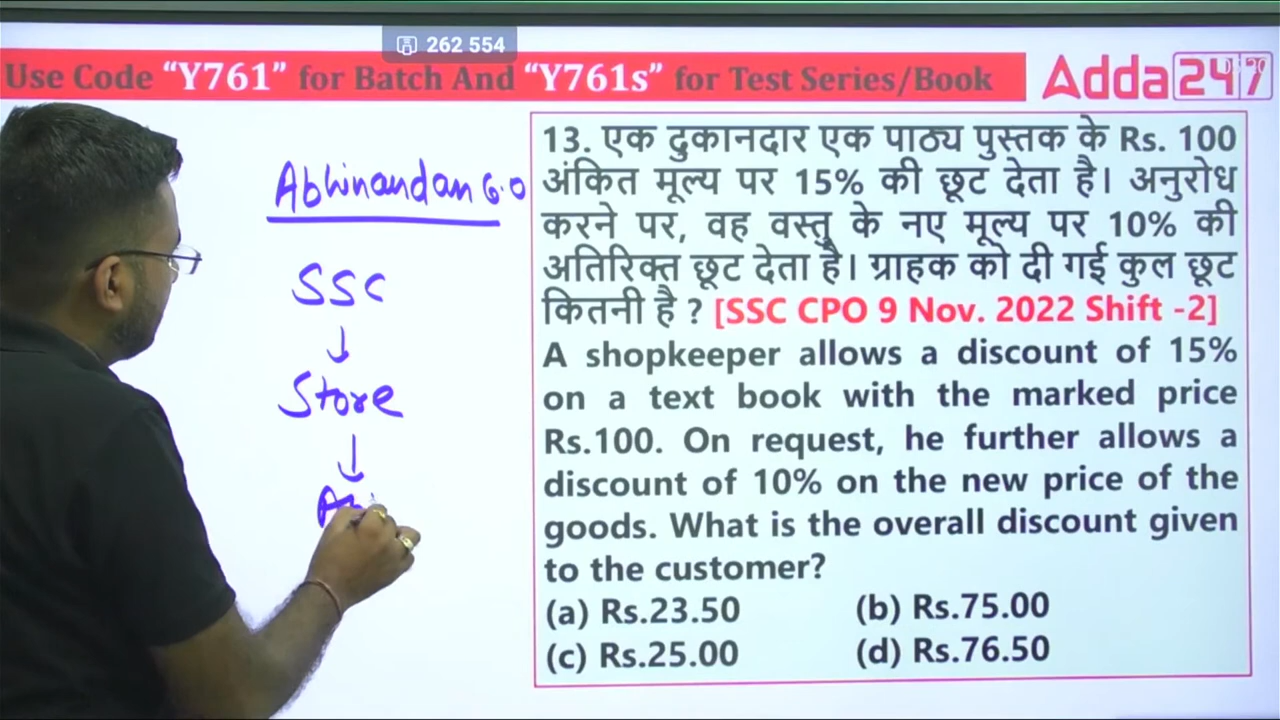 262 554
Use Code “Y761” for Batch And “Y761s” for Test Series/Book
Adda247
Abhinandan 6.0
SSC
Store
13. एक दुकानदार एक पाठ्य पुस्तक के Rs. 100
अंकित मूल्य पर 15% की छूट देता है। अनुरोध
करने पर, वह वस्तु के नए मूल्य पर 10% की
अतिरिक्त छूट देता है। ग्राहक को दी गई कुल छूट
कितनी है ? [SSC CPO 9 Nov. 2022 Shift -2]
A shopkeeper allows a discount of 15%
on a text book with the marked price
Rs.100. On request, he further allows a
discount of 10% on the new price of the
goods. What is the overall discount given
to the customer?
(a) Rs.23.50 (b) Rs.75.00
(c) Rs.25.00 (d) Rs.76.50